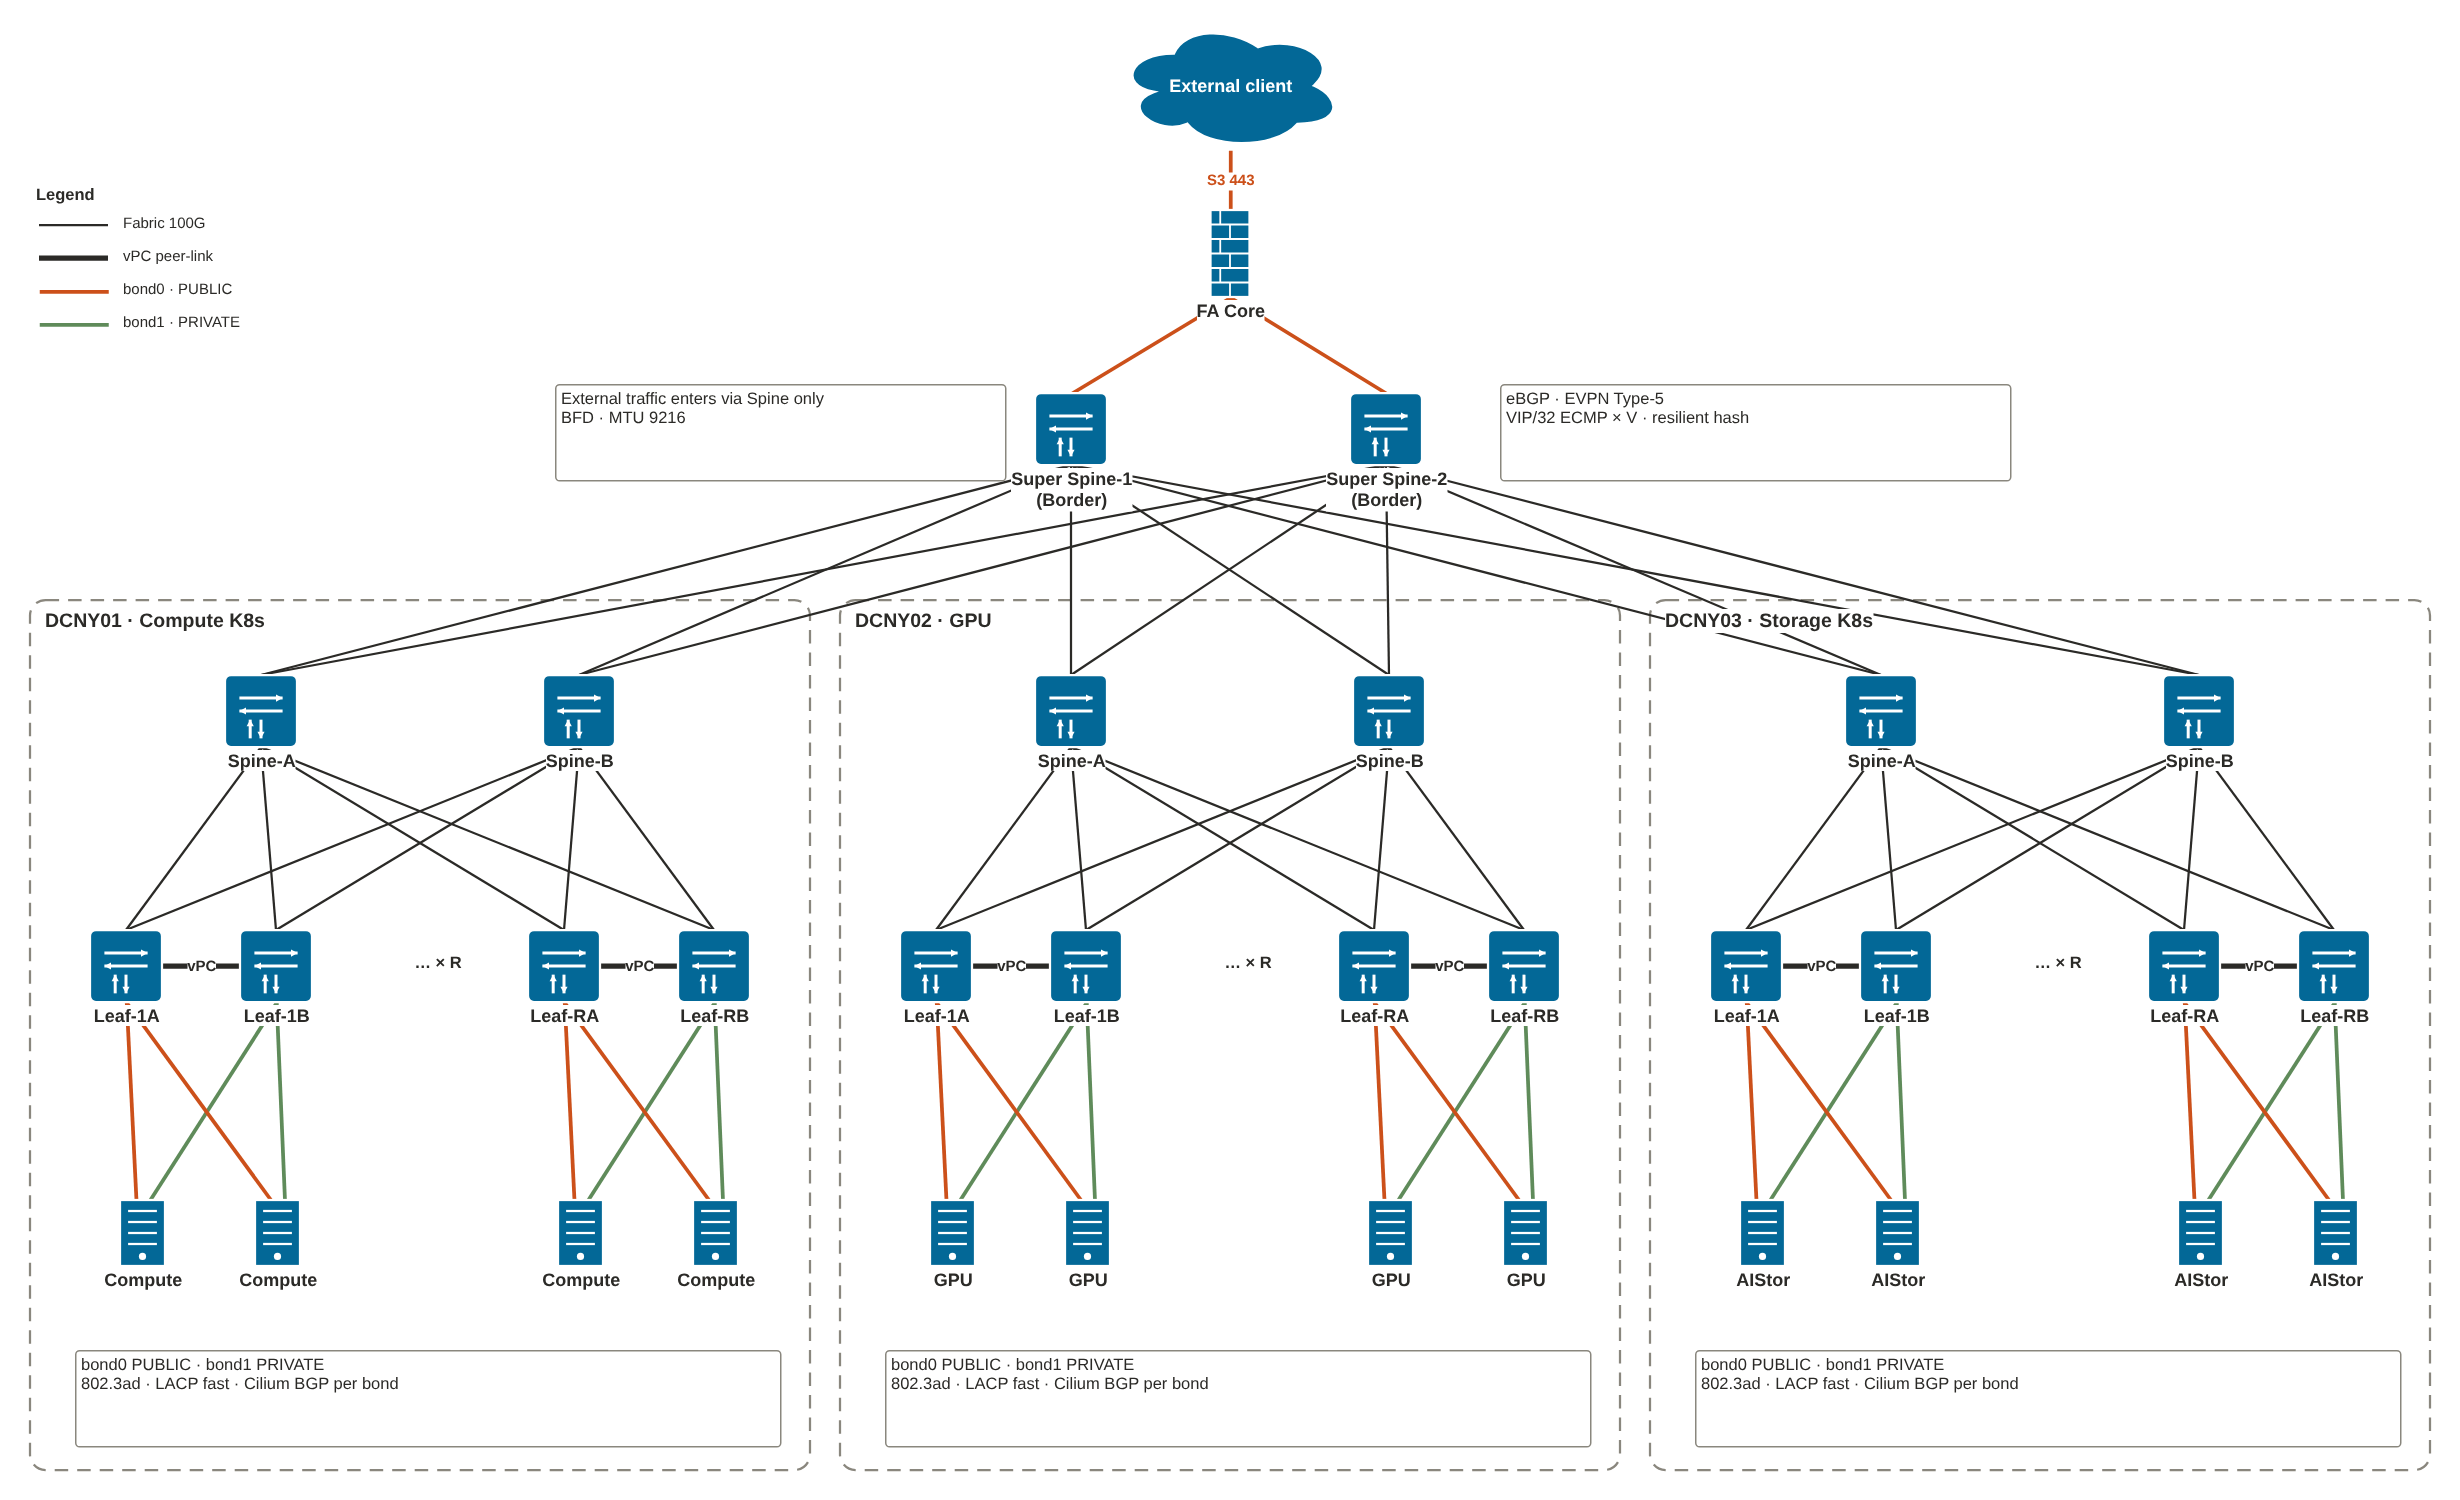 External client
S3 443
Legend
Fabric 100G
vPC peer-link
bond0 · PUBLIC
bond1 · PRIVATE
FA Core
External traffic enters via Spine only
BFD · MTU 9216
eBGP · EVPN Type-5
VIP/32 ECMP × V · resilient hash
Super Spine-1
(Border)
Super Spine-2
(Border)
DCNY01 · Compute K8s
DCNY02 · GPU
DCNY03 · Storage K8s
Spine-A
Spine-B
Spine-A
Spine-B
Spine-A
Spine-B
vPC
... × R
vPC
vPC
... × R
vPC
vPC
... × R
vPC
Leaf-1A
Leaf-1B
Leaf-RA
Leaf-RB
Leaf-1A
Leaf-1B
Leaf-RA
Leaf-RB
Leaf-1A
Leaf-1B
Leaf-RA
Leaf-RB
Compute
Compute
Compute
Compute
GPU
GPU
GPU
GPU
AIStor
AIStor
AIStor
AIStor
bond0 PUBLIC · bond1 PRIVATE
802.3ad · LACP fast · Cilium BGP per bond
bond0 PUBLIC · bond1 PRIVATE
802.3ad · LACP fast · Cilium BGP per bond
bond0 PUBLIC · bond1 PRIVATE
802.3ad · LACP fast · Cilium BGP per bond